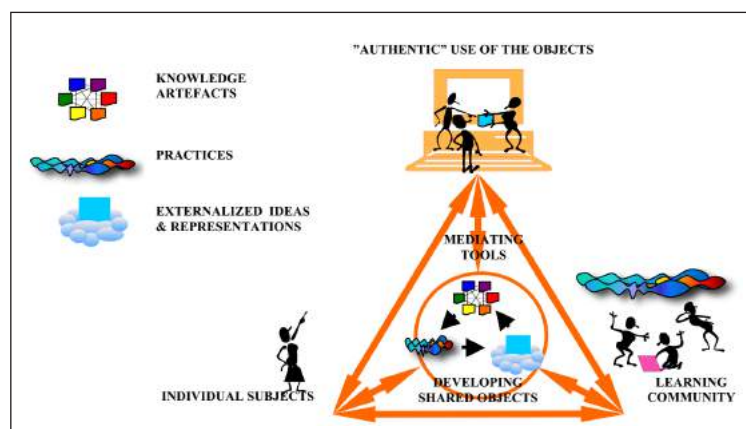 "AUTHENTIC" USE OF THE OBJECTS
KNOWLEDGE
ARTEFACTS
PRACTICES
EXTERNALIZED IDEAS
& REPRESENTATIONS
MEDIATING
TOOLS
INDIVIDUAL SUBJECTS
DEVELOPING
SHARED OBJECTS
LEARNING
COMMUNITY